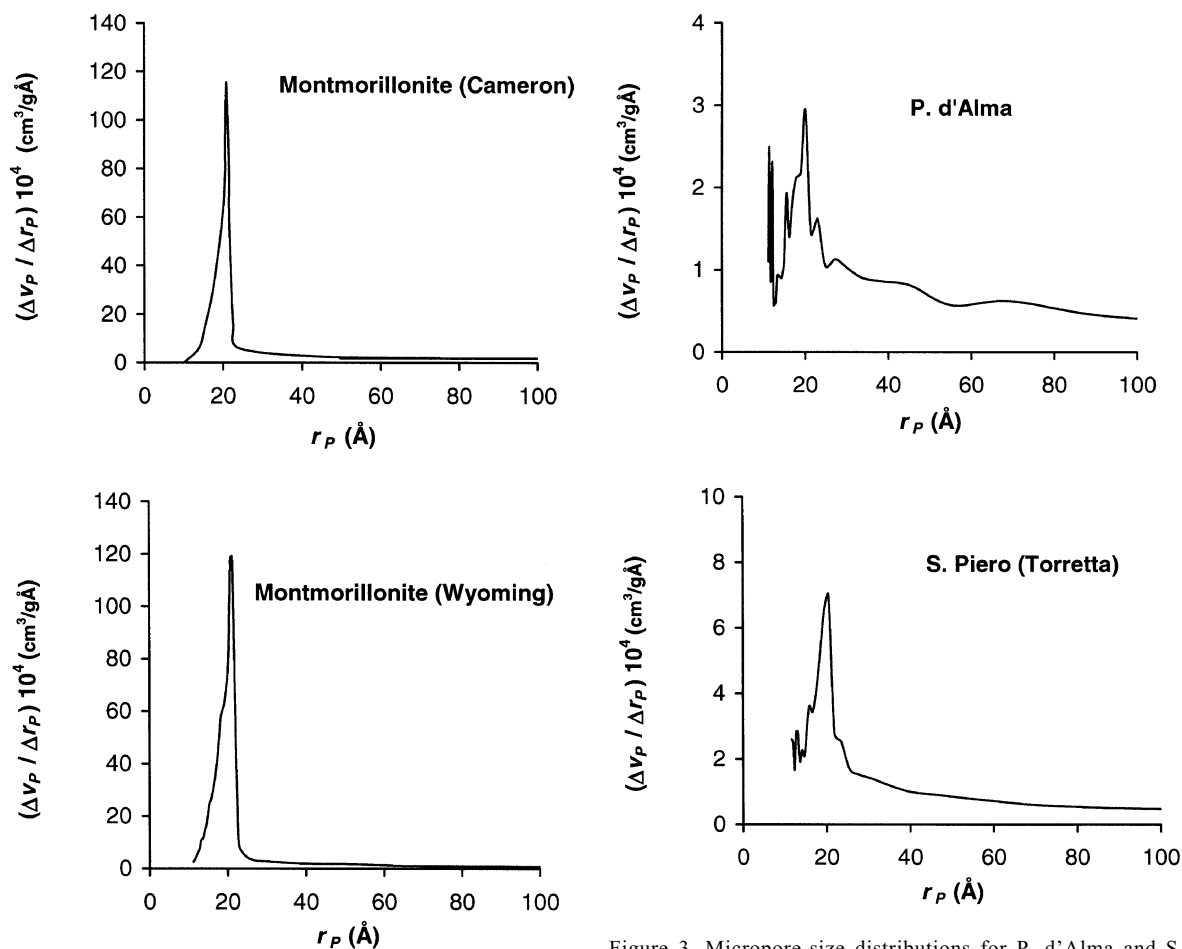 140
120
100
80
60
40
20
0
(Δv_P / Δr_P) 10^4 (cm^3/gÅ)
Montmorillonite (Cameron)
0 20 40 60 80 100
r_P (Å)
4
3
2
1
0
(Δv_P / Δr_P) 10^4 (cm^3/gÅ)
P. d'Alma
0 20 40 60 80 100
r_P (Å)
140
120
100
80
60
40
20
0
(Δv_P / Δr_P) 10^4 (cm^3/gÅ)
Montmorillonite (Wyoming)
0 20 40 60 80 100
r_P (Å)
10
8
6
4
2
0
(Δv_P / Δr_P) 10^4 (cm^3/gÅ)
S. Piero (Torretta)
0 20 40 60 80 100
r_P (Å)
Figure 3. Micropore size distributions for P. d'Alma and S